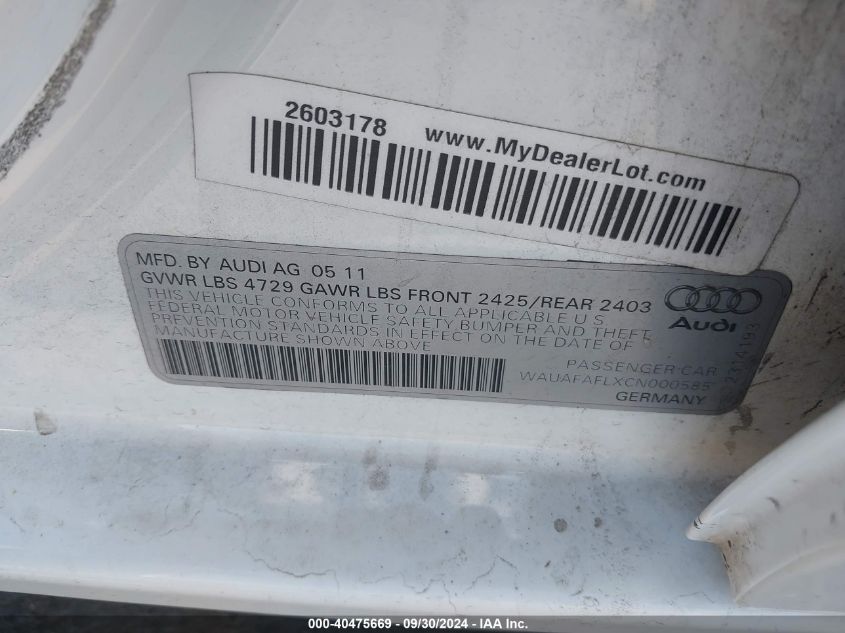 2603178
www.MyDealerLot.com
MFD. BY AUDI AG 05 11
GVWR LBS 4729 GAWR LBS FRONT 2425/REAR 2403
THIS VEHICLE CONFORMS TO ALL APPLICABLE U S
FEDERAL MOTOR VEHICLE SAFETY, BUMPER AND THEFT
PREVENTION STANDARDS IN EFFECT ON THE DATE OF
MANUFACTURE SHOWN ABOVE
Audi
PASSENGER CAR
WAUAFAFLXCN000585
GERMANY
000-40475669 - 09/30/2024 - IAA Inc.